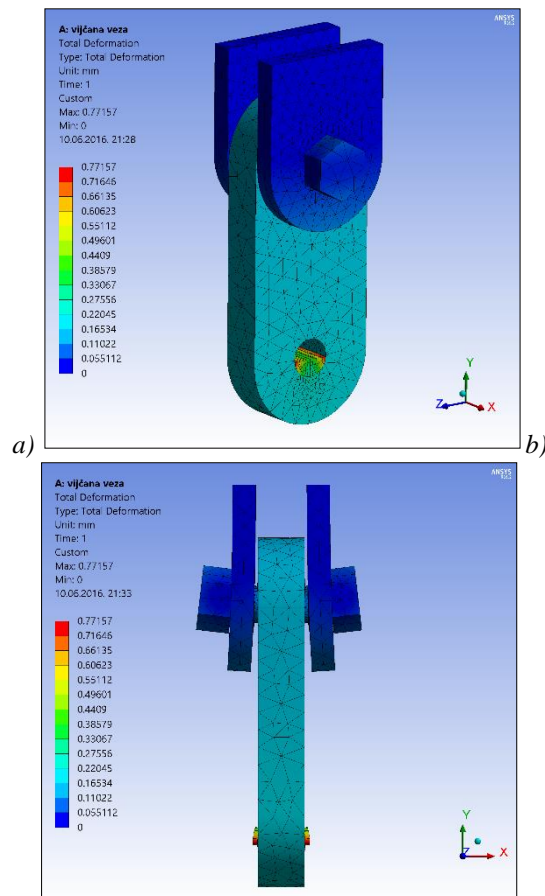 A: vijčana veza
Total Deformation
Type: Total Deformation
Unit: mm
Time: 1
Custom
Max: 0.77157
Min: 0
10.06.2016. 21:28
0.77157
0.71646
0.66135
0.60623
0.55112
0.49601
0.4409
0.38579
0.33067
0.27556
0.22045
0.16534
0.11022
0.055112
0
ANSYS
Y
Z
X
a)
b)
A: vijčana veza
Total Deformation
Type: Total Deformation
Unit: mm
Time: 1
Custom
Max: 0.77157
Min: 0
10.06.2016. 21:33
0.77157
0.71646
0.66135
0.60623
0.55112
0.49601
0.4409
0.38579
0.33067
0.27556
0.22045
0.16534
0.11022
0.055112
0
ANSYS
Y
Z
X